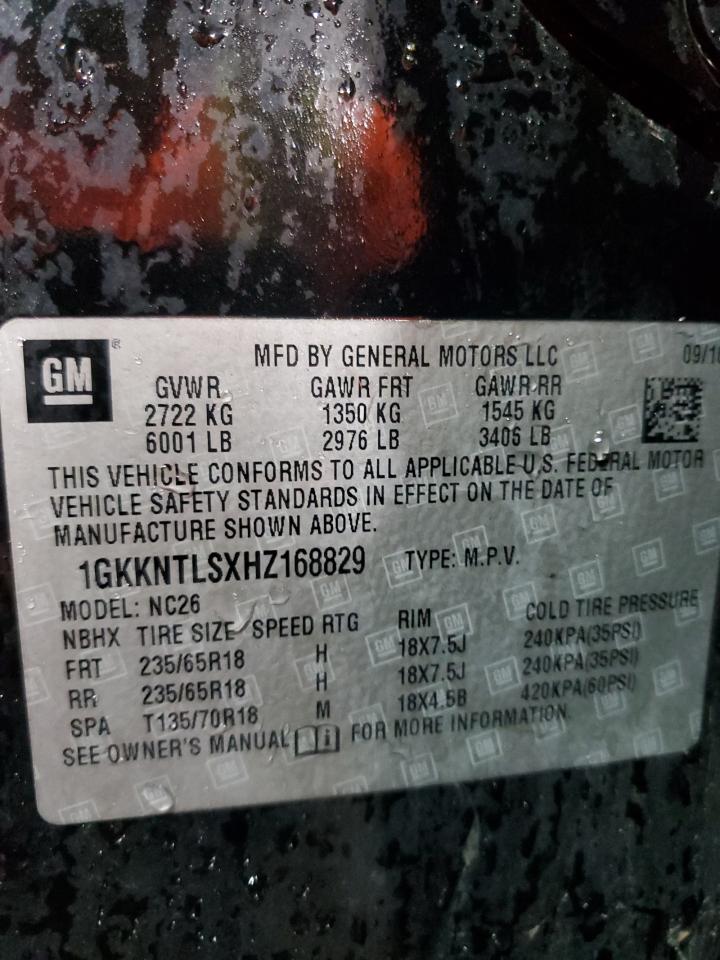 GM ®
MFD BY GENERAL MOTORS LLC
GVWR GAWR FRT GAWR RR
2722 KG 1350 KG 1545 KG
6001 LB 2976 LB 3406 LB
THIS VEHICLE CONFORMS TO ALL APPLICABLE U.S. FEDERAL MOTOR
VEHICLE SAFETY STANDARDS IN EFFECT ON THE DATE OF
MANUFACTURE SHOWN ABOVE.
1GKKNTLSXHZ168829 TYPE: M.P.V.
MODEL: NC26
NBHX TIRE SIZE SPEED RTG RIM COLD TIRE PRESSURE
FRT 235/65R18 H 18X7.5J 240KPA(35PSI)
RR 235/65R18 H 18X7.5J 240KPA(35PSI)
SPA T135/70R18 M 18X4.5B 420KPA(60PSI)
SEE OWNER'S MANUAL i FOR MORE INFORMATION.